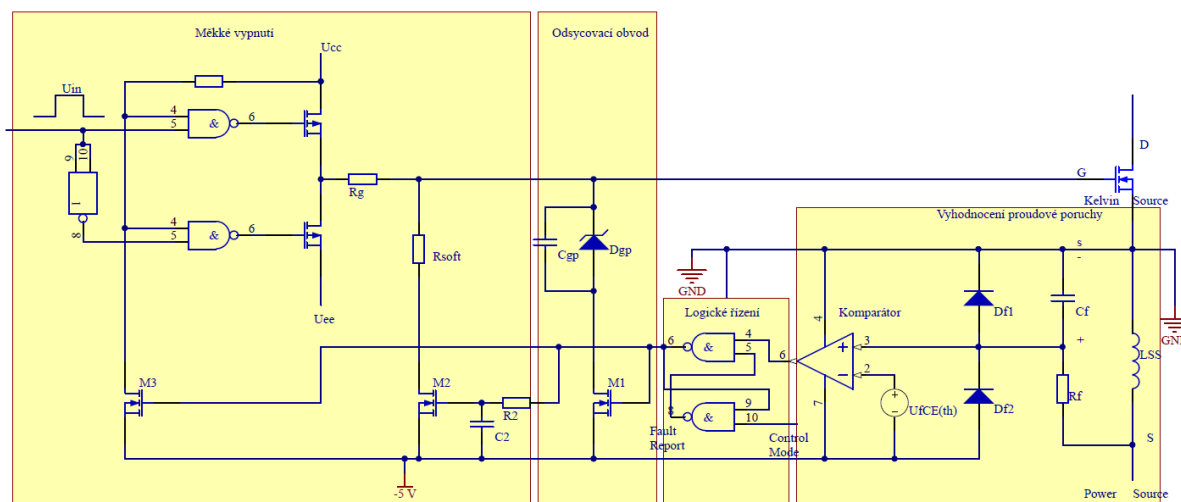 Měkké vypnutí
Odsycovací obvod
Ucc
Uin
4
5
&
6
9
10
1
8
4
5
&
6
Rg
Rsoft
Uee
Cgp
Dgp
D
G
Kelvin Source
Vyhodnocení proudové poruchy
s
-
GND
GND
Logické řízení
Komparátor
4
Df1
Cf
+
LSS
6
&
4
5
6
+
3
−
2
7
UfCE(th)
Df2
Rf
8
&
9
10
M3
M2
R2
C2
M1
Fault
Report
Control
Mode
S
-5 V
Power Source